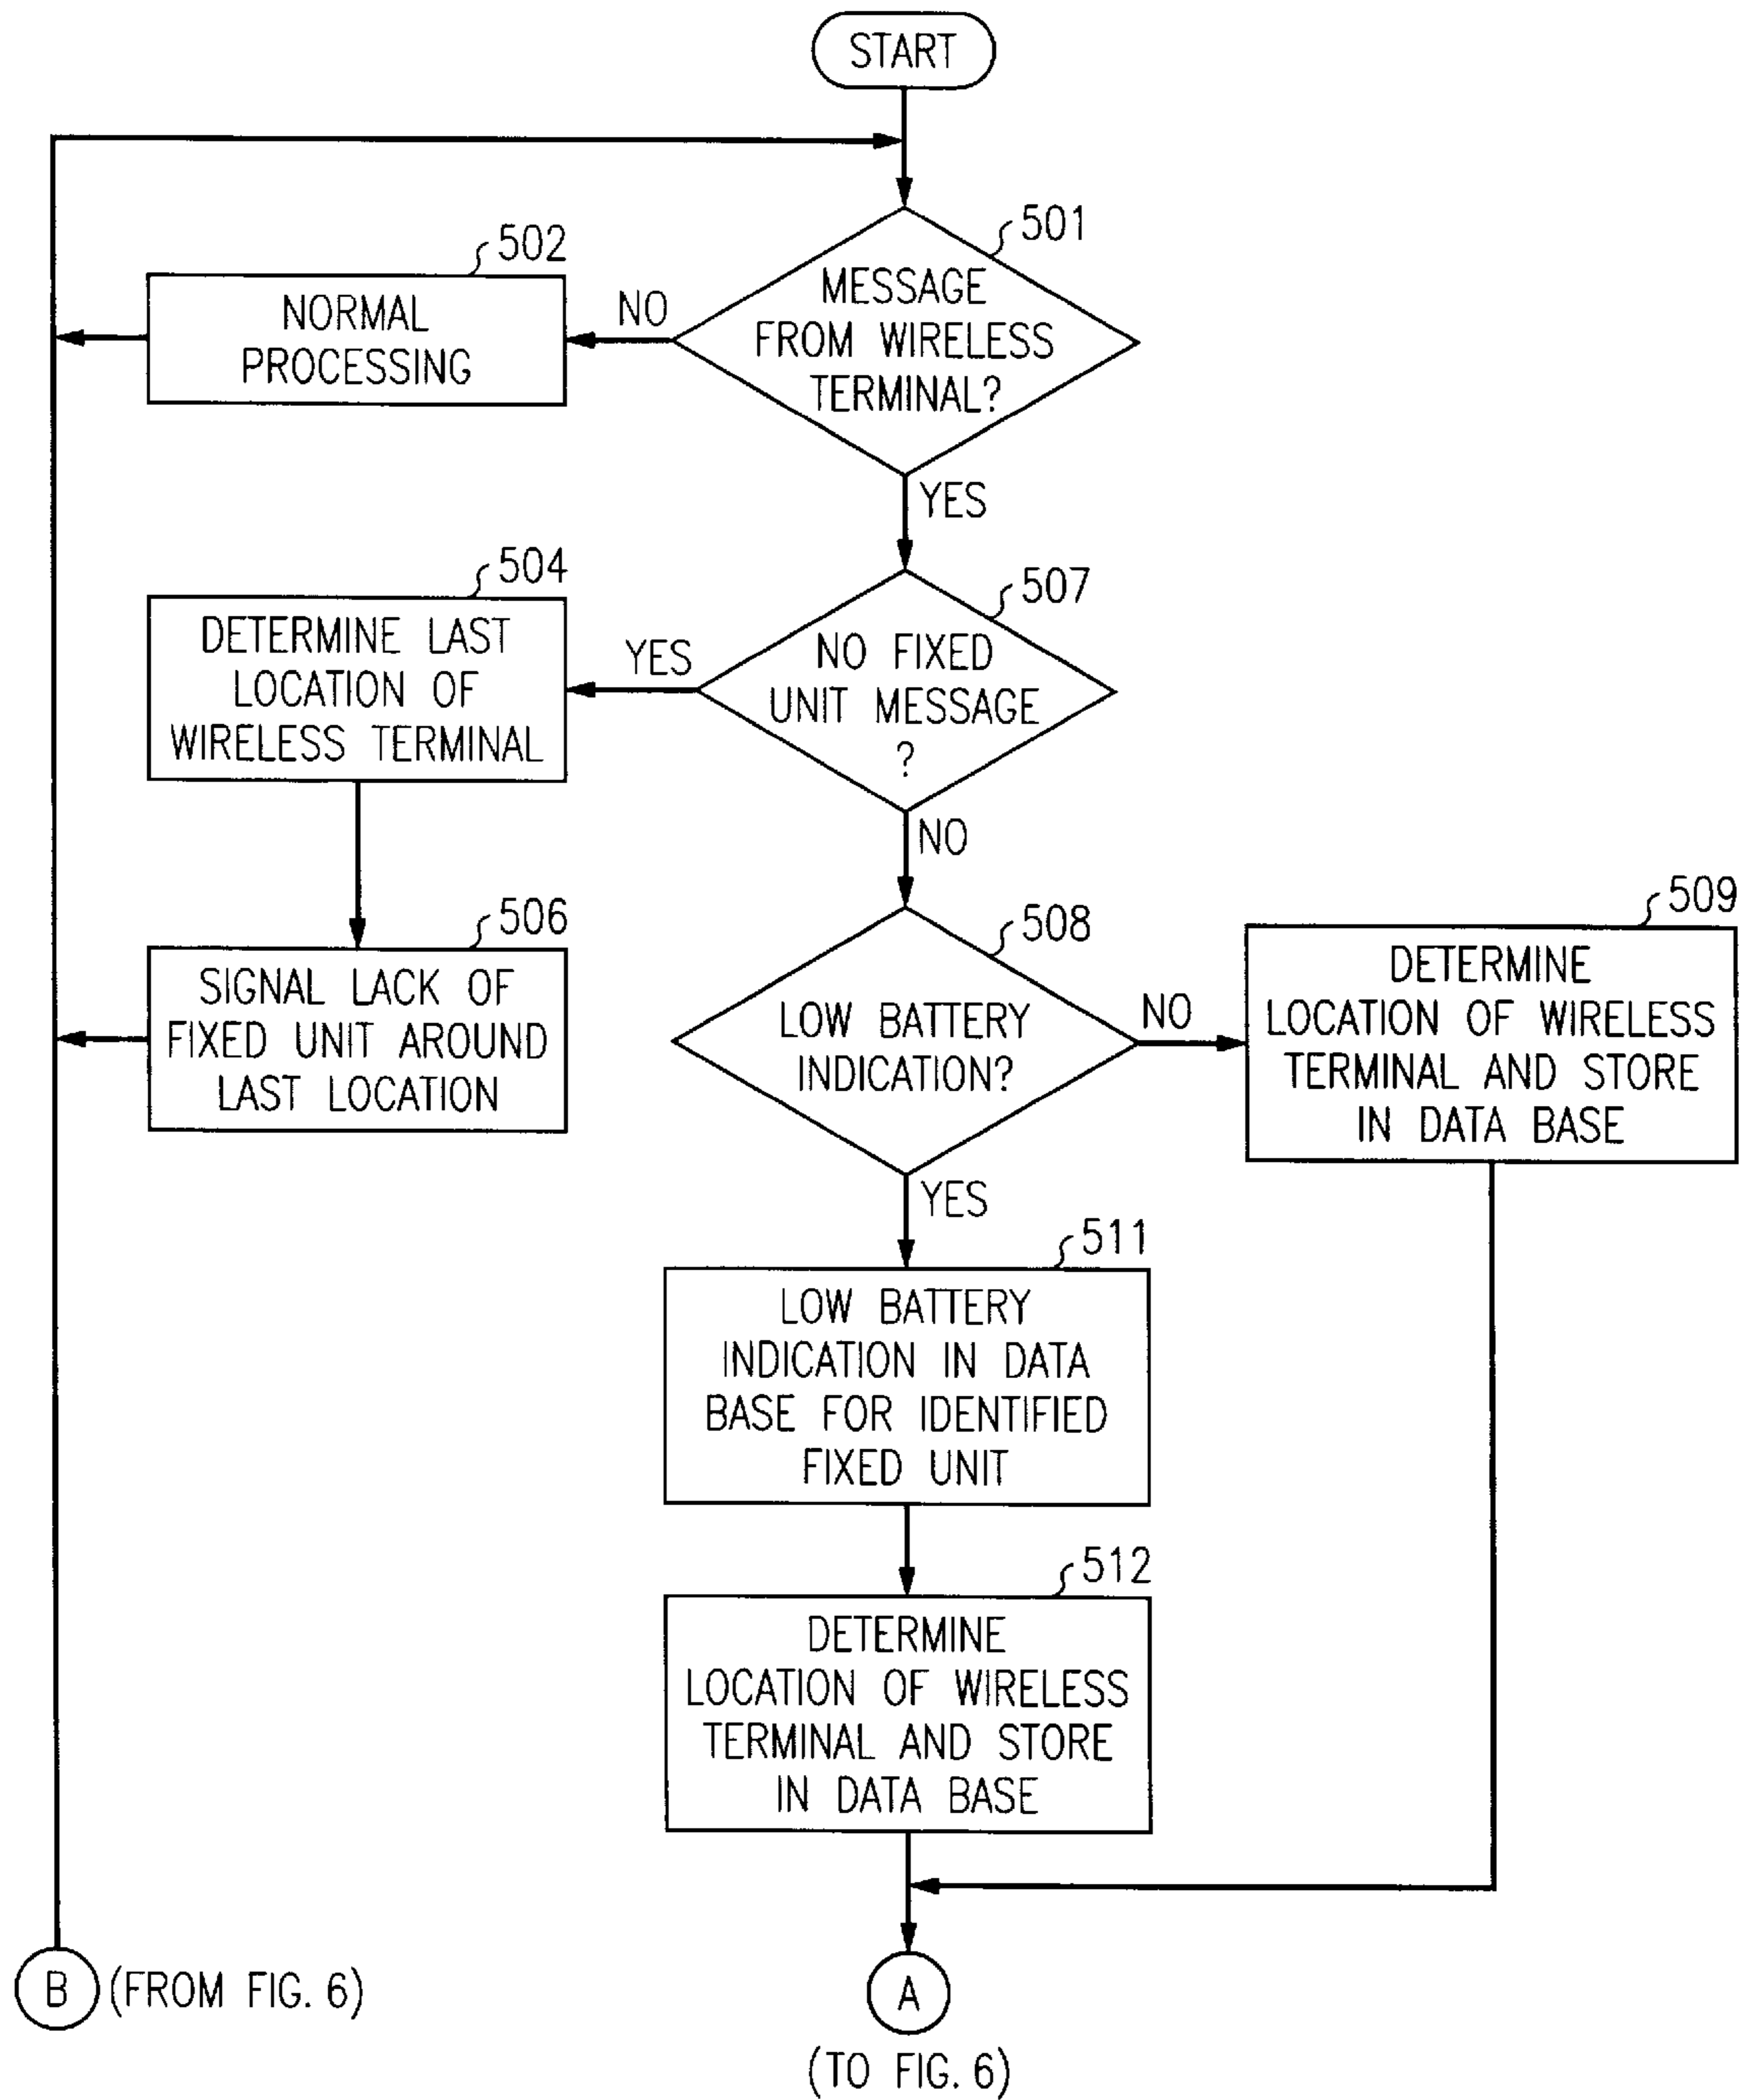 START
501
MESSAGE
FROM WIRELESS
TERMINAL?
NO
502
NORMAL
PROCESSING
YES
507
NO FIXED
UNIT MESSAGE
?
YES
504
DETERMINE LAST
LOCATION OF
WIRELESS TERMINAL
506
SIGNAL LACK OF
FIXED UNIT AROUND
LAST LOCATION
NO
508
LOW BATTERY
INDICATION?
NO
509
DETERMINE
LOCATION OF WIRELESS
TERMINAL AND STORE
IN DATA BASE
YES
511
LOW BATTERY
INDICATION IN DATA
BASE FOR IDENTIFIED
FIXED UNIT
512
DETERMINE
LOCATION OF WIRELESS
TERMINAL AND STORE
IN DATA BASE
B (FROM FIG. 6)
A
(TO FIG. 6)